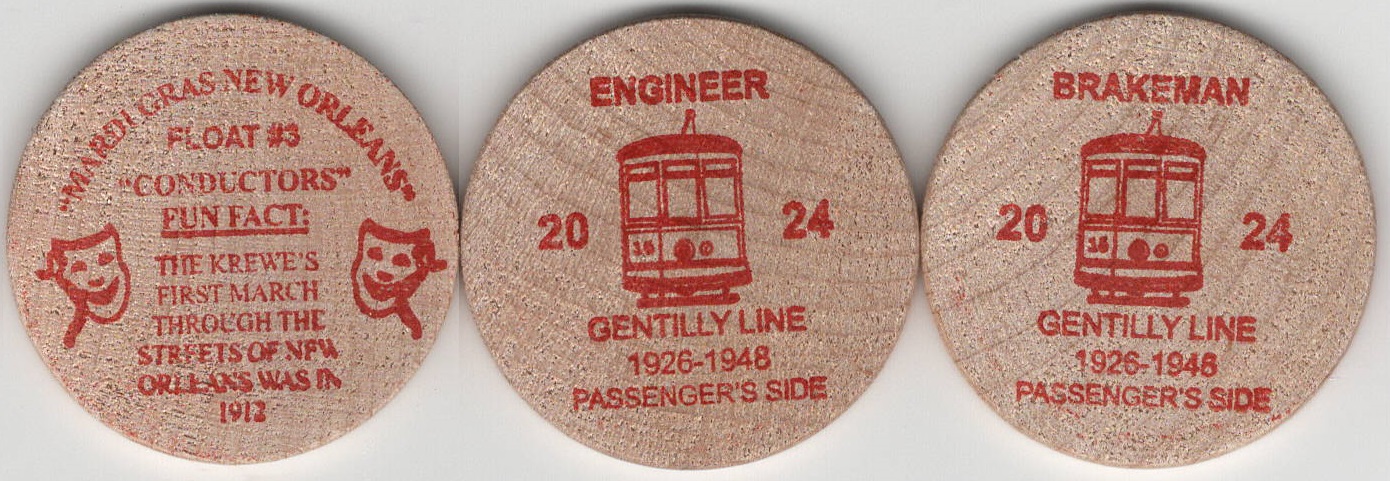 "MARDI GRAS NEW ORLEANS"
FLOAT #3
"CONDUCTORS"
FUN FACT:
THE KREWE'S
FIRST MARCH
THROUGH THE
STREETS OF NEW
ORLEANS WAS IN
1912
ENGINEER
20 24
16
GENTILLY LINE
1926-1948
PASSENGER'S SIDE
BRAKEMAN
20 24
16
GENTILLY LINE
1926-1948
PASSENGER'S SIDE